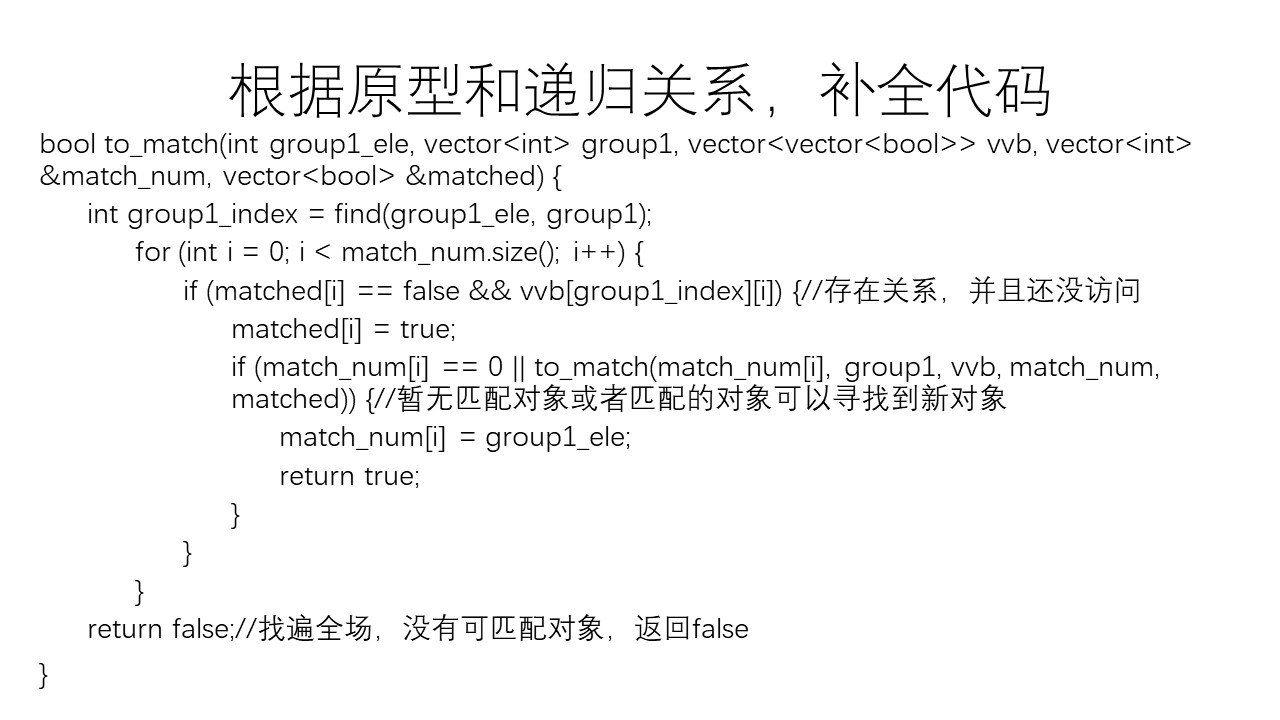 根据原型和递归关系，补全代码
bool to_match(int group1_ele, vector<int> group1, vector<vector<bool>> vvb, vector<int>
&match_num, vector<bool> &matched) {
int group1_index = find(group1_ele, group1);
for (int i = 0; i < match_num.size(); i++) {
if (matched[i] == false && vvb[group1_index][i]) {//存在关系，并且还没访问
matched[i] = true;
if (match_num[i] == 0 || to_match(match_num[i], group1, vvb, match_num,
matched)) {//暂无匹配对象或者匹配的对象可以寻找到新对象
match_num[i] = group1_ele;
return true;
}
}
}
return false;//找遍全场，没有可匹配对象，返回false
}